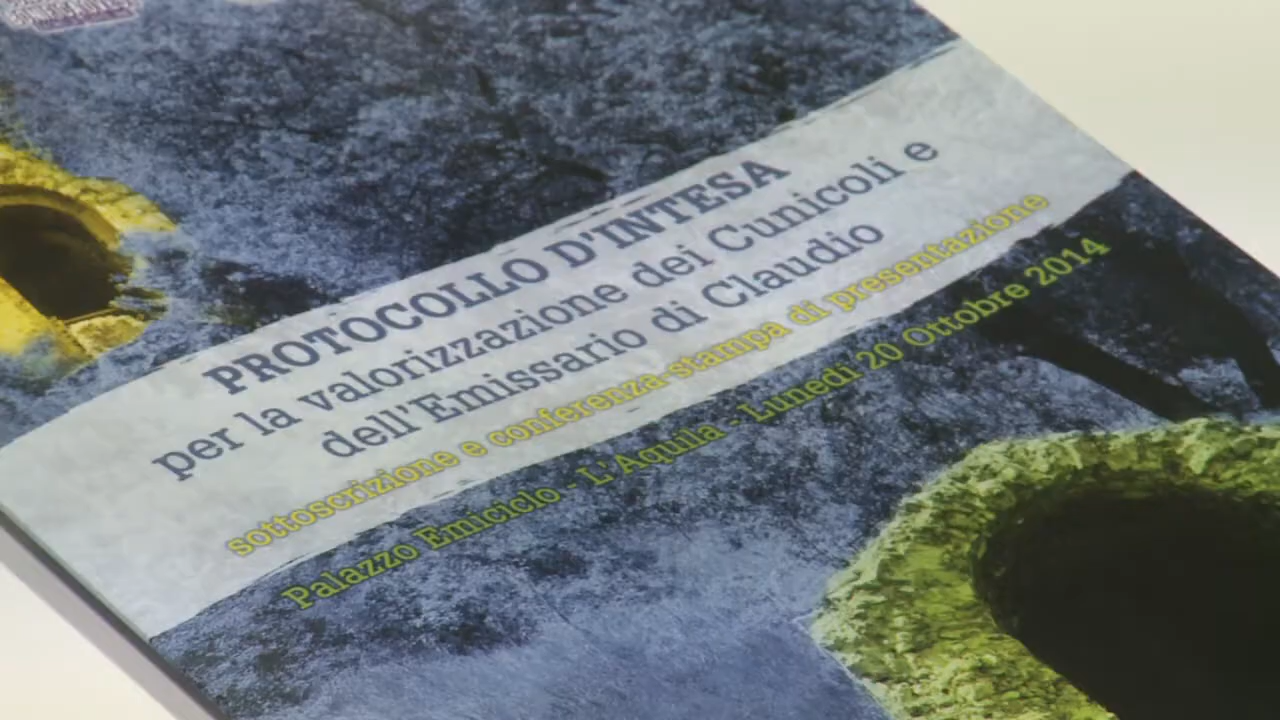 PROTOCOLLO D'INTESA
per la valorizzazione dei Cunicoli e
dell'Emissario di Claudio
sottoscrizione e conferenza-stampa di presentazione
Palazzo Emiciclo - L'Aquila - Lunedì 20 Ottobre 2014